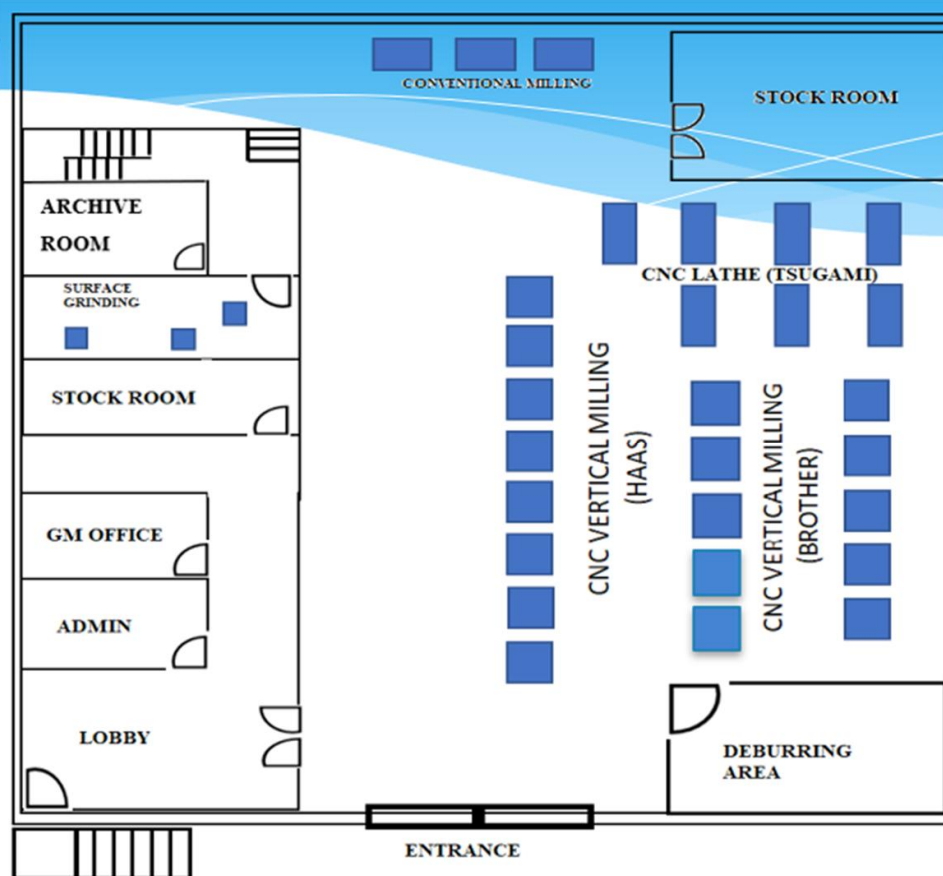 CONVENTIONAL MILLING
STOCK ROOM
ARCHIVE
ROOM
SURFACE
GRINDING
CNC LATHE (TSUGAMI)
STOCK ROOM
CNC VERTICAL MILLING
(HAAS)
CNC VERTICAL MILLING
(BROTHER)
GM OFFICE
ADMIN
LOBBY
DEBURRING
AREA
ENTRANCE